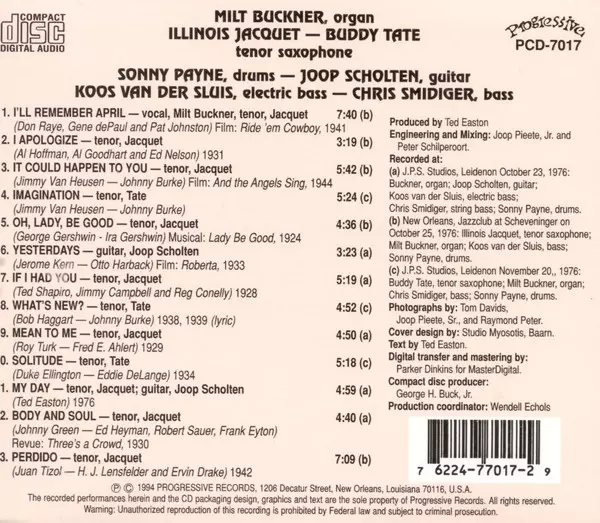 COMPACT
disc
DIGITAL AUDIO
MILT BUCKNER, organ
ILLINOIS JACQUET — BUDDY TATE
tenor saxophone
Progressive
PCD-7017
SONNY PAYNE, drums — JOOP SCHOLTEN, guitar
KOOS VAN DER SLUIS, electric bass — CHRIS SMIDIGER, bass
1. I'LL REMEMBER APRIL — vocal, Milt Buckner, tenor, Jacquet 7:40 (b)
(Don Raye, Gene dePaul and Pat Johnston) Film: Ride 'em Cowboy, 1941
2. I APOLOGIZE — tenor, Jacquet 3:19 (b)
(Al Hoffman, Al Goodhart and Ed Nelson) 1931
3. IT COULD HAPPEN TO YOU — tenor, Jacquet 5:42 (b)
(Jimmy Van Heusen — Johnny Burke) Film: And the Angels Sing, 1944
4. IMAGINATION — tenor, Tate 5:24 (c)
(Jimmy Van Heusen — Johnny Burke)
5. OH, LADY, BE GOOD — tenor, Jacquet 4:36 (b)
(George Gershwin - Ira Gershwin) Musical: Lady Be Good, 1924
6. YESTERDAYS — guitar, Joop Scholten 3:23 (a)
(Jerome Kern — Otto Harback) Film: Roberta, 1933
7. IF I HAD YOU — tenor, Jacquet 5:19 (a)
(Ted Shapiro, Jimmy Campbell and Reg Conelly) 1928
8. WHAT'S NEW? — tenor, Tate 4:52 (c)
(Bob Haggart — Johnny Burke) 1938, 1939 (lyric)
9. MEAN TO ME — tenor, Jacquet 4:50 (a)
(Roy Turk — Fred E. Ahlert) 1929
0. SOLITUDE — tenor, Tate 5:18 (c)
(Duke Ellington — Eddie DeLange) 1934
1. MY DAY — tenor, Jacquet; guitar, Joop Scholten 4:59 (a)
(Ted Easton) 1976
2. BODY AND SOUL — tenor, Jacquet 4:40 (a)
(Johnny Green — Ed Heyman, Robert Sauer, Frank Eyton)
Revue: Three's a Crowd, 1930
3. PERDIDO — tenor, Jacquet 7:09 (b)
(Juan Tizol — H. J. Lensfelder and Ervin Drake) 1942
Produced by Ted Easton
Engineering and Mixing: Joop Pieete, Jr. and
Peter Schilperoort.
Recorded at:
(a) J.P.S. Studios, Leidenon October 23, 1976:
Buckner, organ; Joop Scholten, guitar;
Koos van der Sluis, electric bass;
Chris Smidiger, string bass; Sonny Payne, drums.
(b) New Orleans, Jazzclub at Scheveningen on
October 25, 1976: Illinois Jacquet, tenor saxophone;
Milt Buckner, organ; Koos van der Sluis, bass;
Sonny Payne, drums.
(c) J.P.S. Studios, Leidenon November 20,, 1976:
Buddy Tate, tenor saxophone; Milt Buckner, organ;
Chris Smidiger, bass; Sonny Payne, drums.
Photographs by: Tom Davids,
Joop Pieete, Sr., and Raymond Peter.
Cover design by: Studio Myosotis, Baarn.
Text by Ted Easton.
Digital transfer and mastering by:
Parker Dinkins for MasterDigital.
Compact disc producer:
George H. Buck, Jr.
Production coordinator: Wendell Echols
7 6224-77017-2 9
Ⓟ © 1994 PROGRESSIVE RECORDS, 1206 Decatur Street, New Orleans, Louisiana 70116, U.S.A.
The recorded performances herein and the CD packaging design, graphics and text are the sole property of Progressive Records. All rights reserved.
Warning: Unauthorized reproduction of this recording is prohibited by Federal law and subject to criminal prosecution.